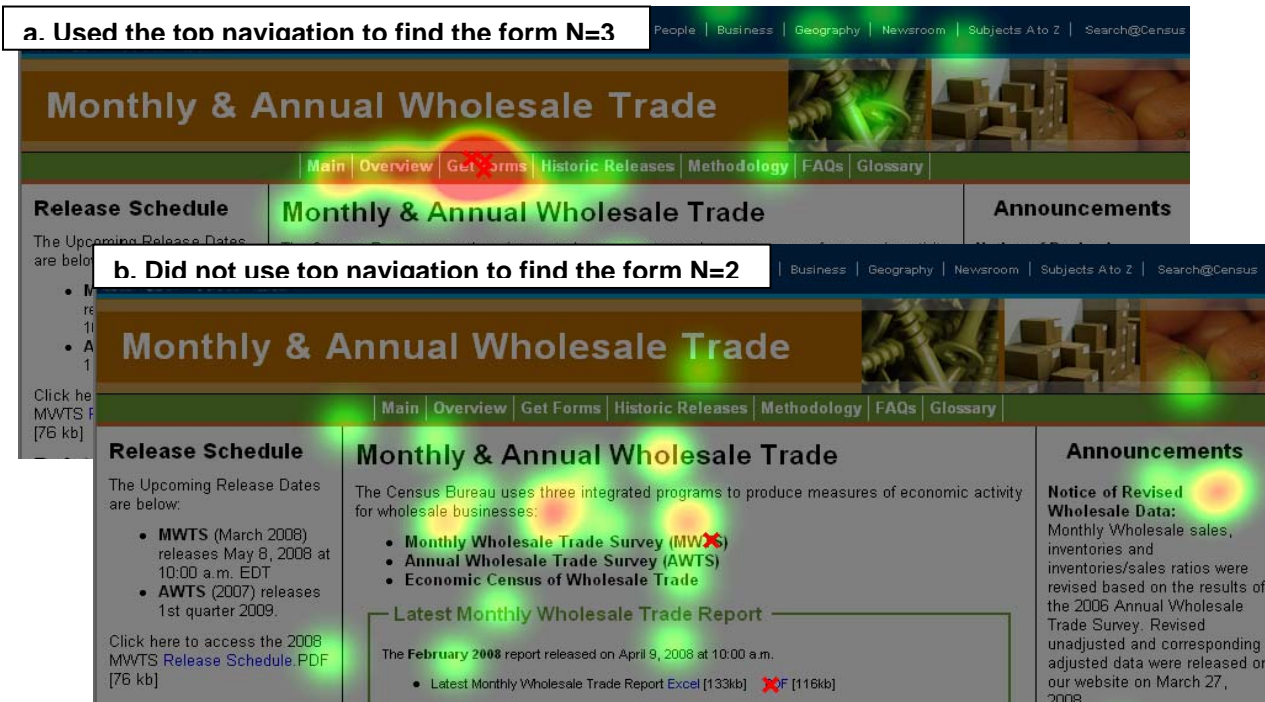 a. Used the top navigation to find the form N=3
People | Business | Geography | Newsroom | Subjects A to Z | Search@Census
Monthly & Annual Wholesale Trade
Main | Overview | Get Forms | Historic Releases | Methodology | FAQs | Glossary
Release Schedule
The Upcoming Release Dates
are below
Click he
MWTS
[76 kb]
Monthly & Annual Wholesale Trade
Announcements
b. Did not use top navigation to find the form N=2
| Business | Geography | Newsroom | Subjects A to Z | Search@Census
Monthly & Annual Wholesale Trade
Main | Overview | Get Forms | Historic Releases | Methodology | FAQs | Glossary
Release Schedule
The Upcoming Release Dates
are below:
• MWTS (March 2008)
releases May 8, 2008 at
10:00 a.m. EDT
• AWTS (2007) releases
1st quarter 2009.
Click here to access the 2008
MWTS Release Schedule.PDF
[76 kb]
Monthly & Annual Wholesale Trade
The Census Bureau uses three integrated programs to produce measures of economic activity
for wholesale businesses:
• Monthly Wholesale Trade Survey (MWTS)
• Annual Wholesale Trade Survey (AWTS)
• Economic Census of Wholesale Trade
Latest Monthly Wholesale Trade Report
The February 2008 report released on April 9, 2008 at 10:00 a.m.
• Latest Monthly Wholesale Trade Report Excel [133kb] PDF [116kb]
Announcements
Notice of Revised
Wholesale Data:
Monthly Wholesale sales,
inventories and
inventories/sales ratios were
revised based on the results of
the 2006 Annual Wholesale
Trade Survey. Revised
unadjusted and corresponding
adjusted data were released on
our website on March 27,
2008